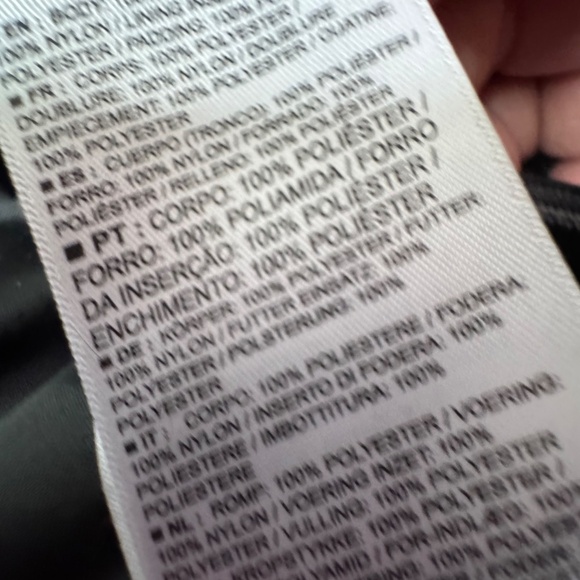 100% NYLON / LINING
POLYESTER / PADDING: 100%
■ FR : CORPS: 100% POLYESTER /
DOUBLURE: 100% NYLON / DOUBLURE
EMPIECEMENT: 100% POLYESTER / OUATINE:
100% POLYESTER
■ ES : CUERPO (TRONCO): 100% POLIÉSTER /
FORRO: 100% NYLON / FORRADO: 100%
POLIÉSTER / RELLENO: 100% POLIÉSTER
■ PT : CORPO: 100% POLIÉSTER /
FORRO: 100% POLIAMIDA / FORRO
DA INSERÇÃO: 100% POLIÉSTER /
ENCHIMENTO: 100% POLIÉSTER
■ DE : KÖRPER: 100% POLYESTER / FUTTER
100% NYLON / FUTTER EINSATZ: 100%
POLYESTER / POLSTERUNG: 100%
POLYESTER
■ IT : CORPO: 100% POLIESTERE / FODERA:
100% NYLON / INSERTO DI FODERA: 100%
POLIESTERE / IMBOTTITURA: 100%
POLIESTERE
■ NL : ROMP: 100% POLYESTER / VOERING:
100% NYLON / VOERING INZET: 100%
POLYESTER / VULLING: 100% POLYESTER
KROPSTYKKE: 100% POLYESTER /